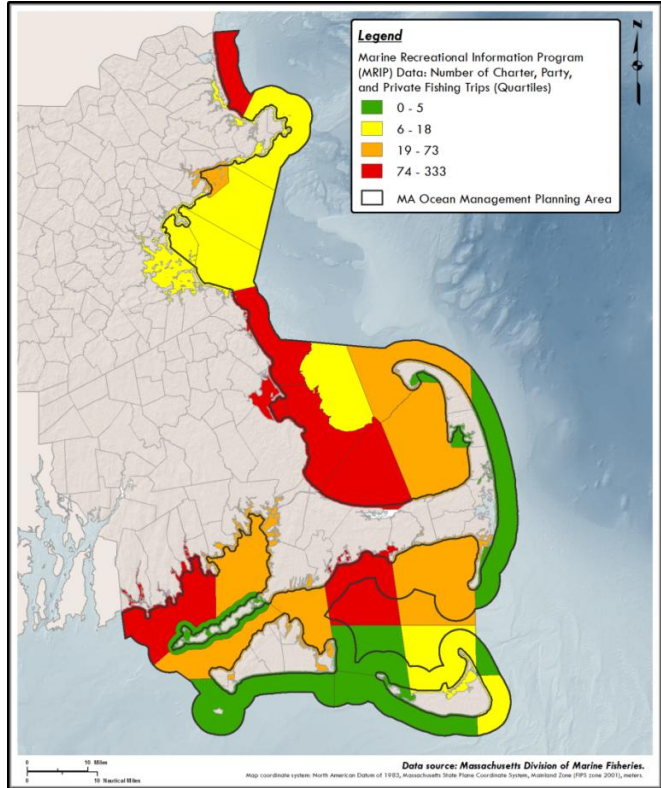 Legend
Marine Recreational Information Program
(MRIP) Data: Number of Charter, Party,
and Private Fishing Trips (Quartiles)
0 - 5
6 - 18
19 - 73
74 - 333
MA Ocean Management Planning Area
N
0 10 Miles
0 10 Nautical Miles
Data source: Massachusetts Division of Marine Fisheries.
Map coordinate system: North American Datum of 1983, Massachusetts State Plane Coordinate System, Mainland Zone (FIPS zone 2001), meters.